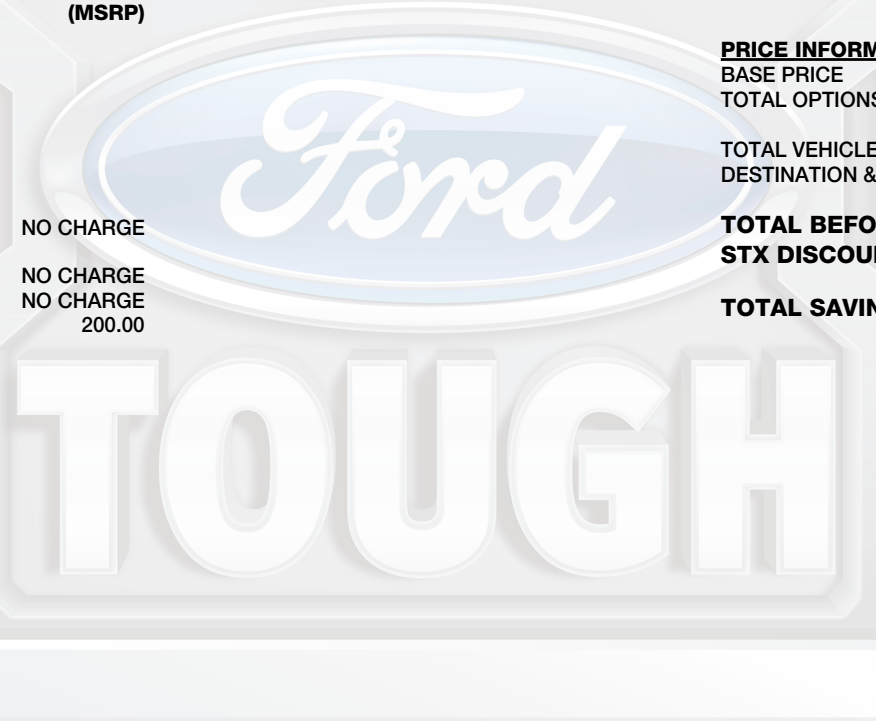 (MSRP)
NO CHARGE
NO CHARGE
NO CHARGE
200.00
PRICE INFORM
BASE PRICE
TOTAL OPTIONS
TOTAL VEHICLE
DESTINATION &
TOTAL BEFO
STX DISCOU
TOTAL SAVIN
Ford
TOUGH